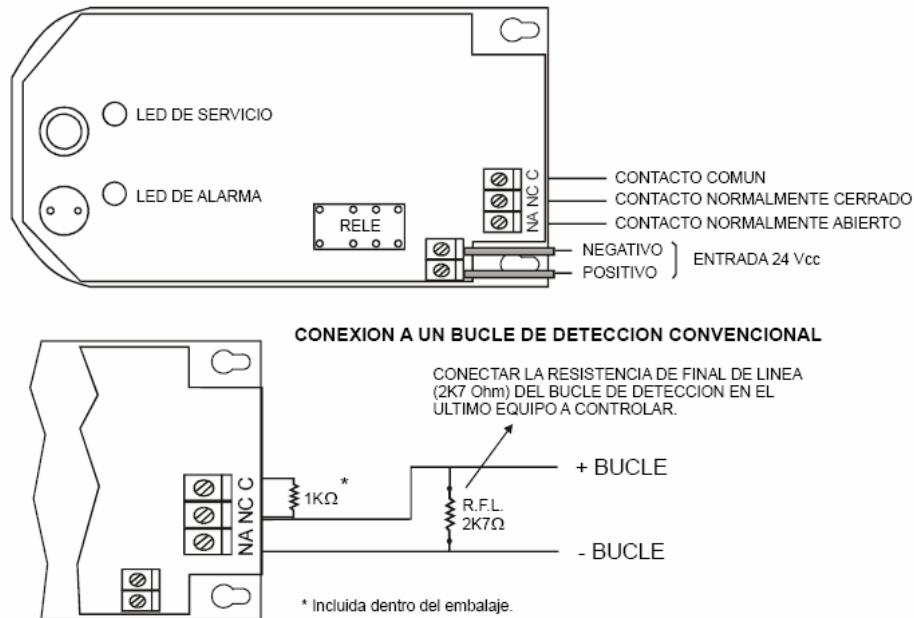 LED DE SERVICIO
LED DE ALARMA
RELE
NA NC C
CONTACTO COMUN
CONTACTO NORMALMENTE CERRADO
CONTACTO NORMALMENTE ABIERTO
NEGATIVO
POSITIVO
ENTRADA 24 Vcc
CONEXION A UN BUCLE DE DETECCION CONVENCIONAL
CONECTAR LA RESISTENCIA DE FINAL DE LINEA
(2K7 Ohm) DEL BUCLE DE DETECCION EN EL
ULTIMO EQUIPO A CONTROLAR.
+ BUCLE
NA NC C
1KΩ *
R.F.L.
2K7Ω
- BUCLE
* Incluida dentro del embalaje.